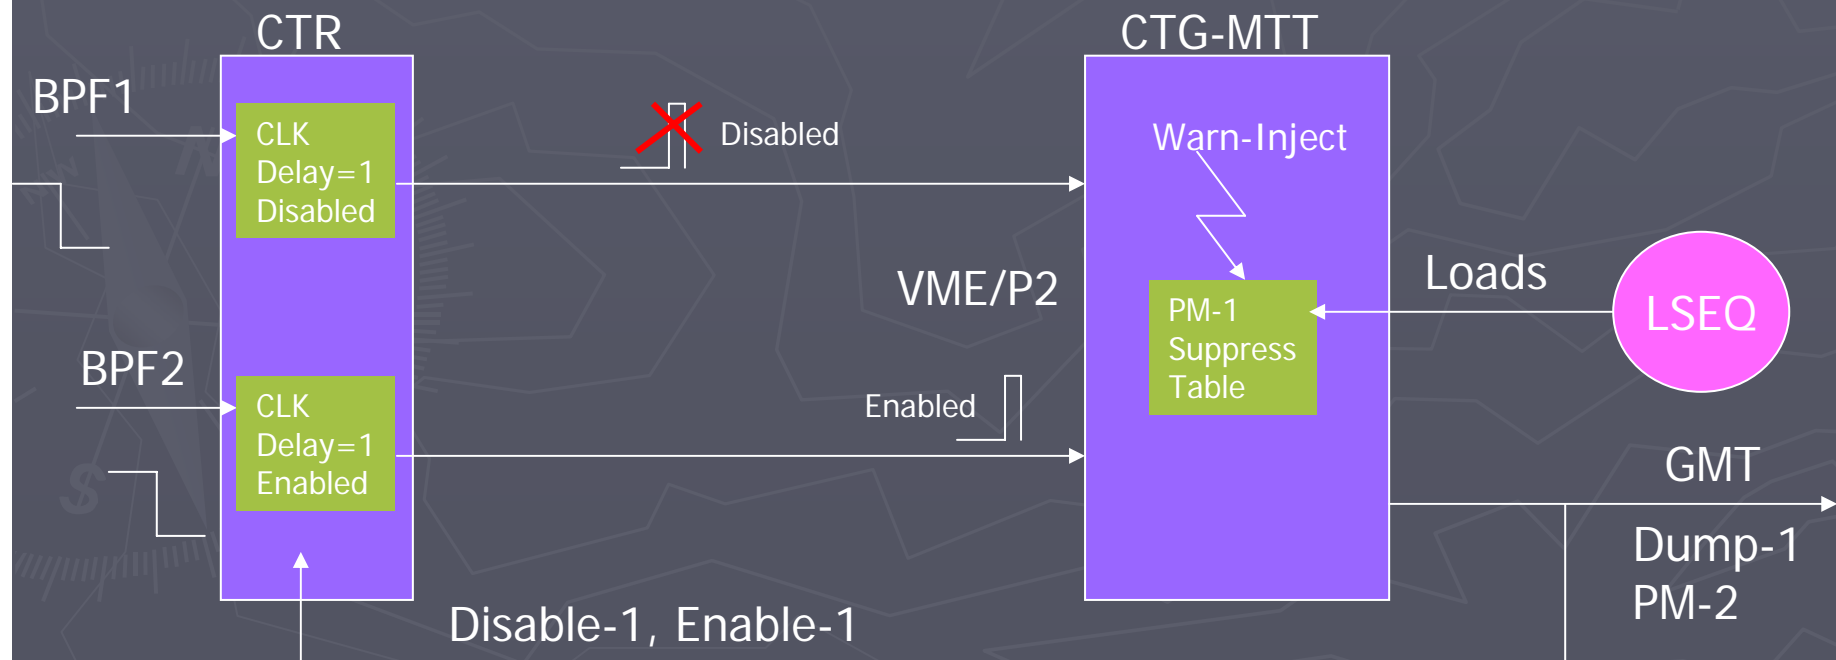 CTR
CTG-MTT
BPF1
CLK
Delay=1
Disabled
Disabled
Warn-Inject
VME/P2
Loads
LSEQ
PM-1
Suppress
Table
BPF2
CLK
Delay=1
Enabled
Enabled
GMT
Dump-1
PM-2
Disable-1, Enable-1
N
NW
S